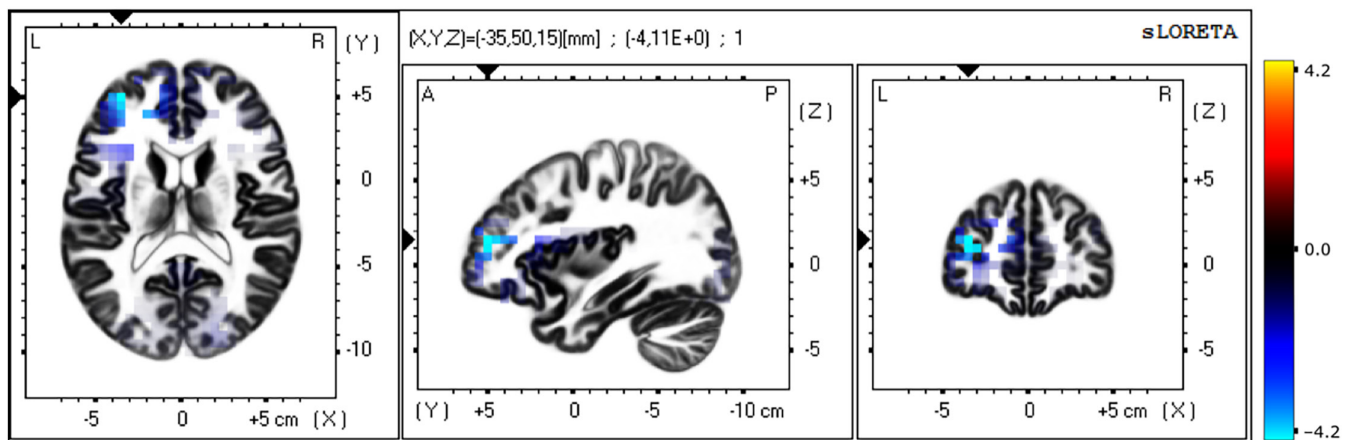 L R (Y)
+5
0
-5
-10
-5 0 +5 cm (X)
(X,Y,Z)=(-35,50,15)[mm] ; (-4,11E+0) ; 1
sLORETA
A P (Z)
+5
0
-5
(Y) +5 0 -5 -10 cm
L R (Z)
+5
0
-5
-5 0 +5 cm (X)
4.2
0.0
−4.2